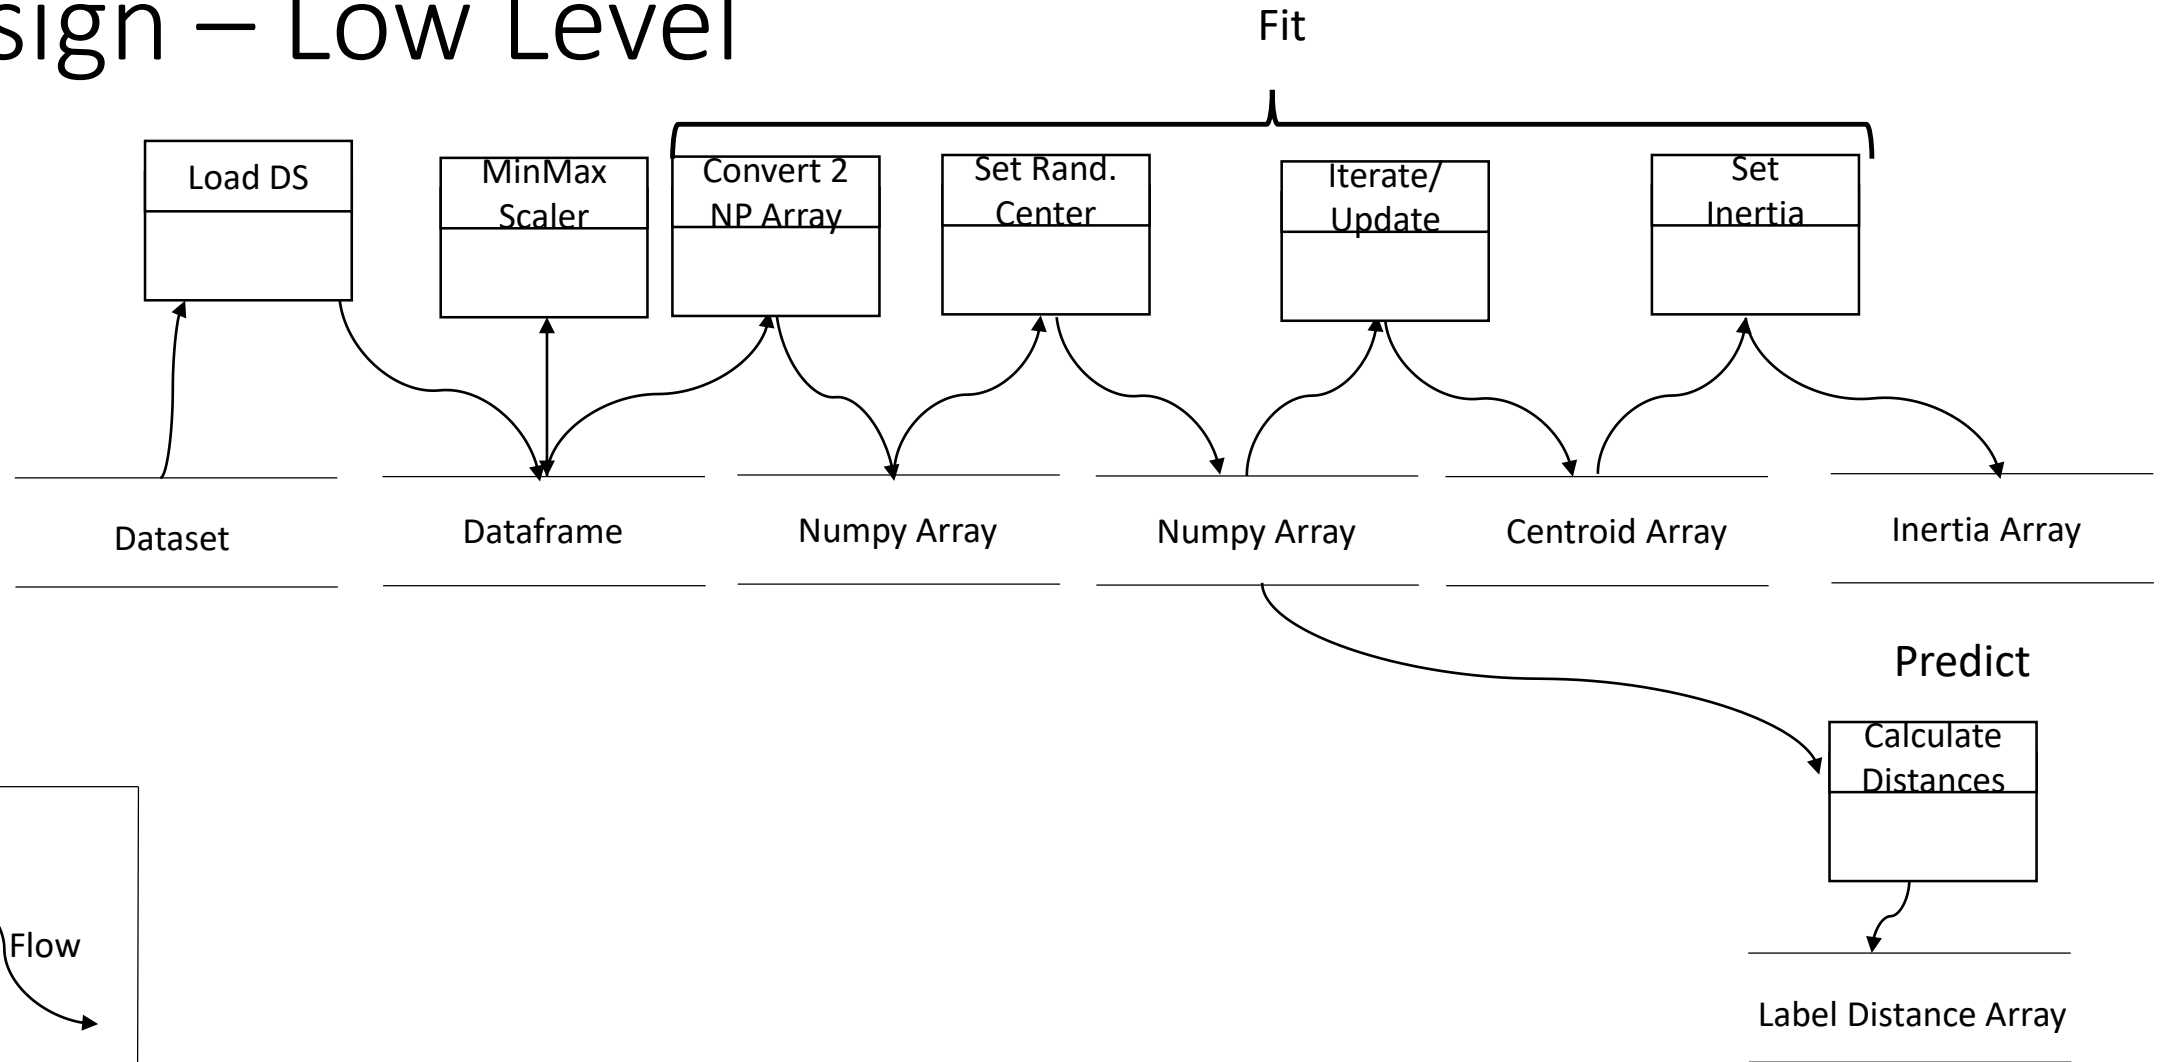 sign – Low Level
Fit
Load DS
MinMax
Scaler
Convert 2
NP Array
Set Rand.
Center
Iterate/
Update
Set
Inertia
Dataset
Dataframe
Numpy Array
Numpy Array
Centroid Array
Inertia Array
Predict
Calculate
Distances
Flow
Label Distance Array